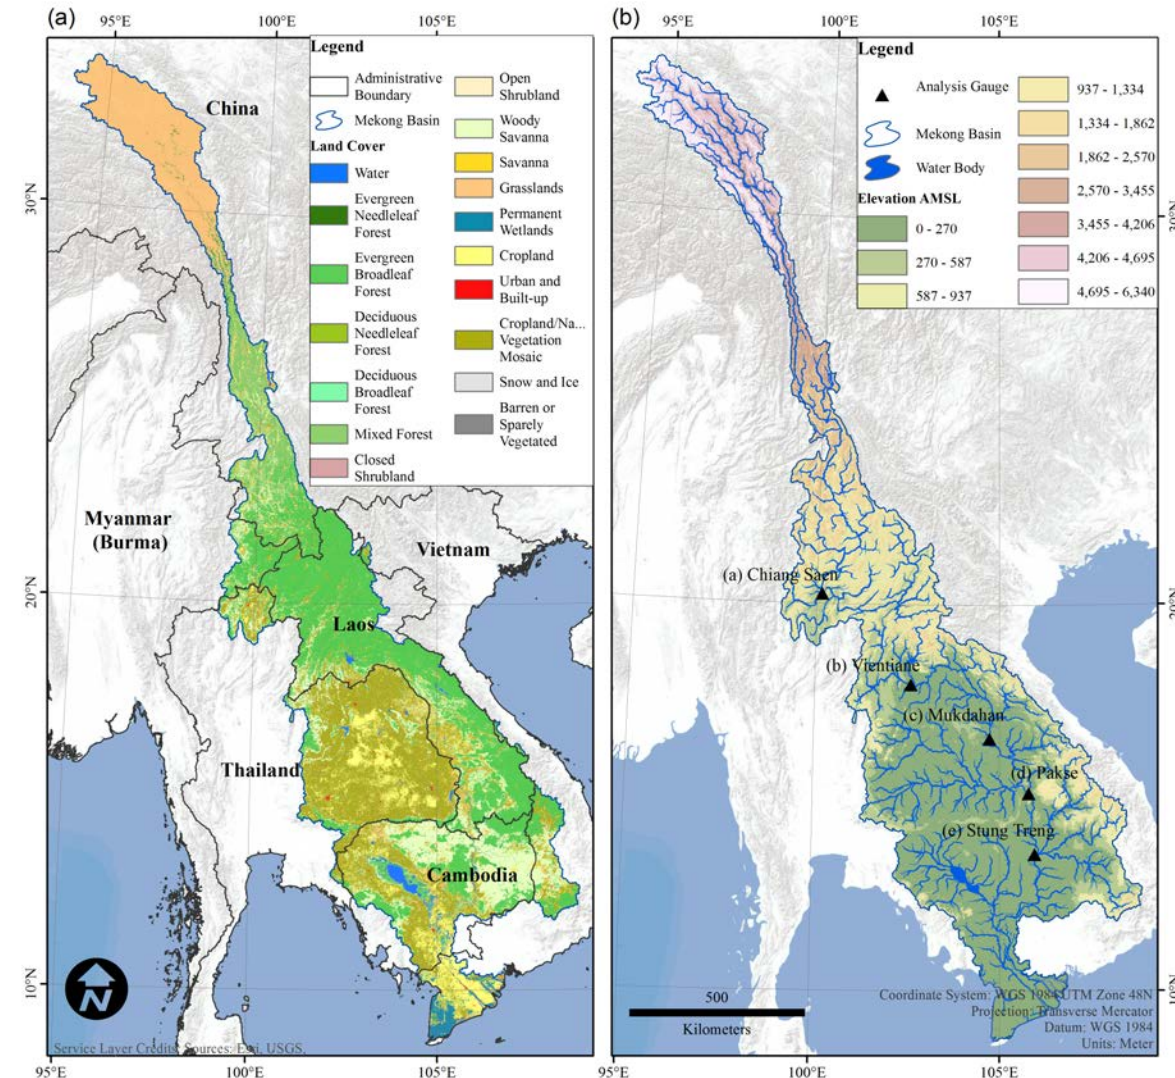 (a)
95°E
100°E
105°E
Legend
Administrative
Boundary
Mekong Basin
Land Cover
Water
Evergreen
Needleleaf
Forest
Evergreen
Broadleaf
Forest
Deciduous
Needleleaf
Forest
Deciduous
Broadleaf
Forest
Mixed Forest
Closed
Shrubland
Open
Shrubland
Woody
Savanna
Savanna
Grasslands
Permanent
Wetlands
Cropland
Urban and
Built-up
Cropland/Na...
Vegetation
Mosaic
Snow and Ice
Barren or
Sparely
Vegetated
China
30°N
Myanmar
(Burma)
Vietnam
20°N
Laos
Thailand
Cambodia
10°N
N
Service Layer Credits: Sources: Esri, USGS,
95°E
100°E
105°E
(b)
95°E
100°E
105°E
Legend
Analysis Gauge
Mekong Basin
Water Body
Elevation AMSL
0 - 270
270 - 587
587 - 937
937 - 1,334
1,334 - 1,862
1,862 - 2,570
2,570 - 3,455
3,455 - 4,206
4,206 - 4,695
4,695 - 6,340
(a) Chiang Saen
(b) Vientiane
(c) Mukdahan
(d) Pakse
(e) Stung Treng
500
Kilometers
Coordinate System: WGS 1984 UTM Zone 48N
Projection: Transverse Mercator
Datum: WGS 1984
Units: Meter
95°E
100°E
105°E